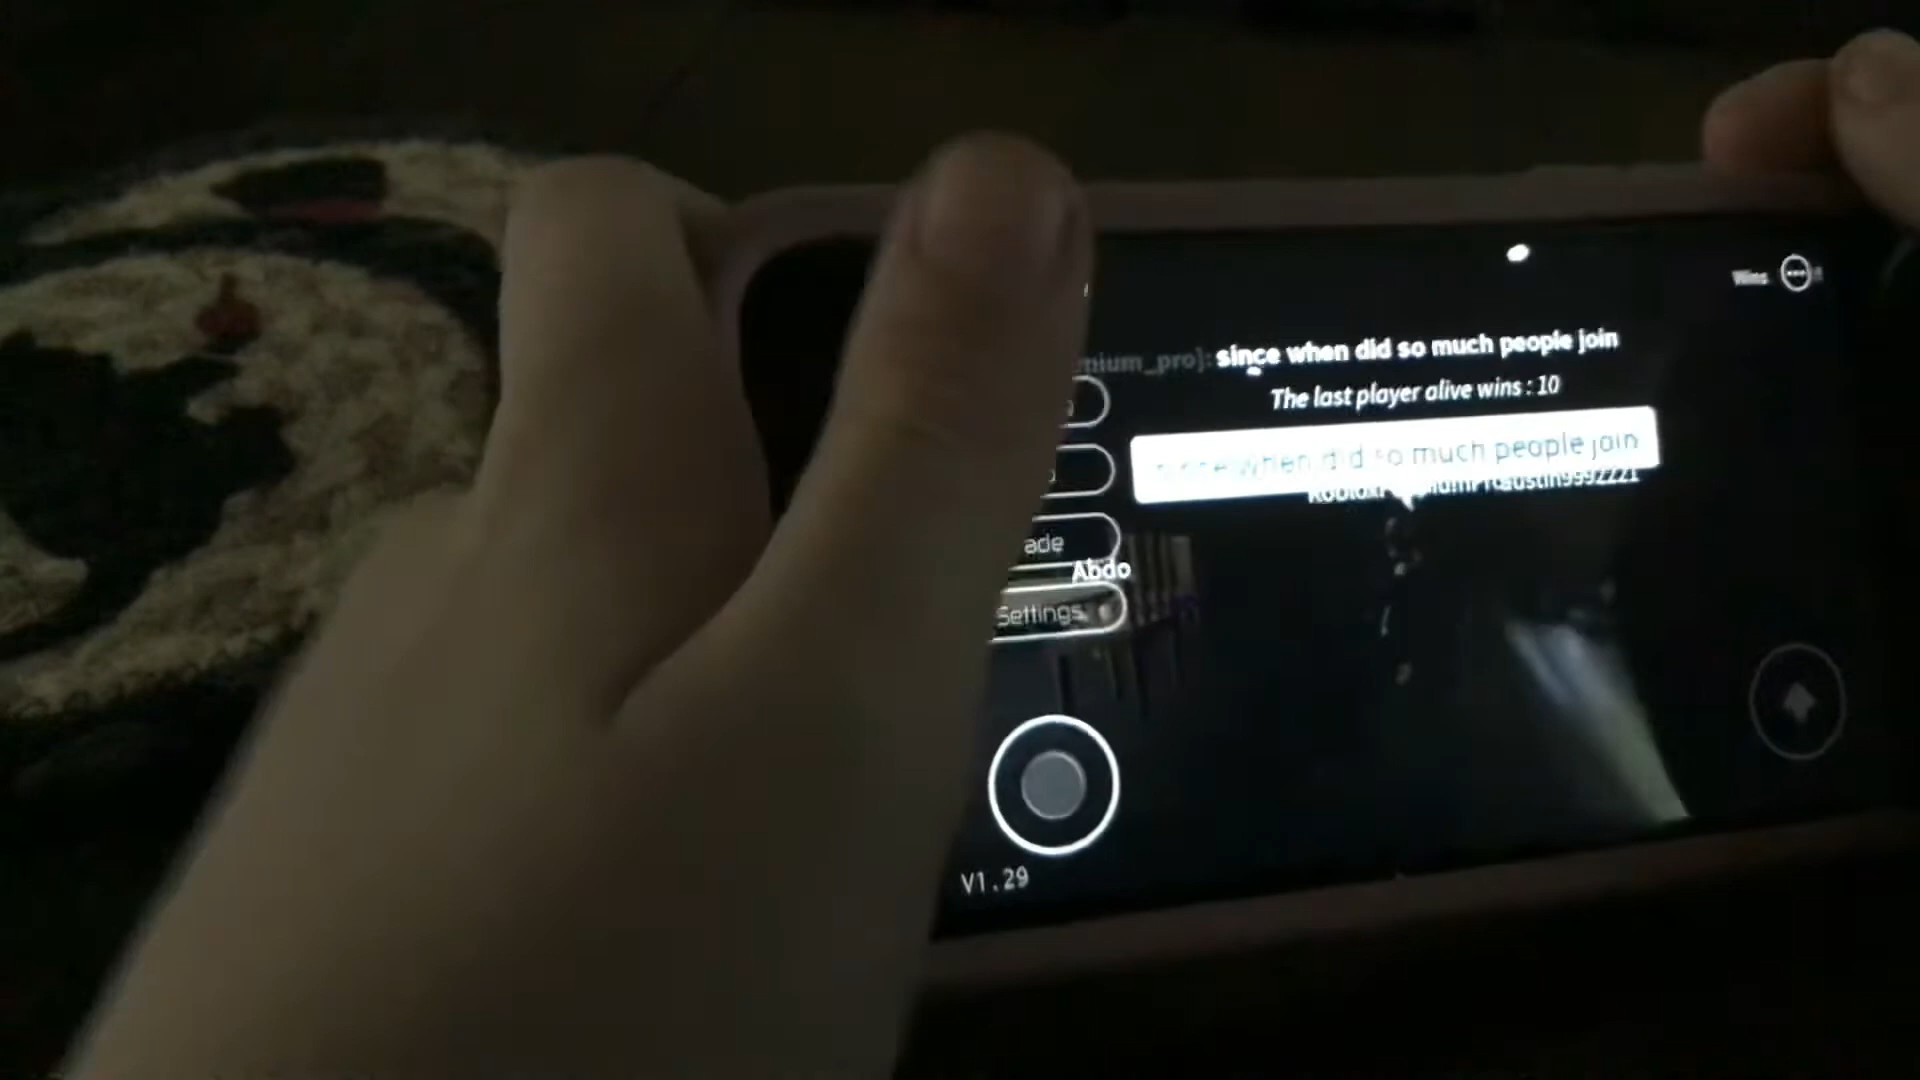 Wins
mium_pro]: since when did so much people join
The last player alive wins : 10
since when did so much people join
ade
Abdo
Settings
V1.29